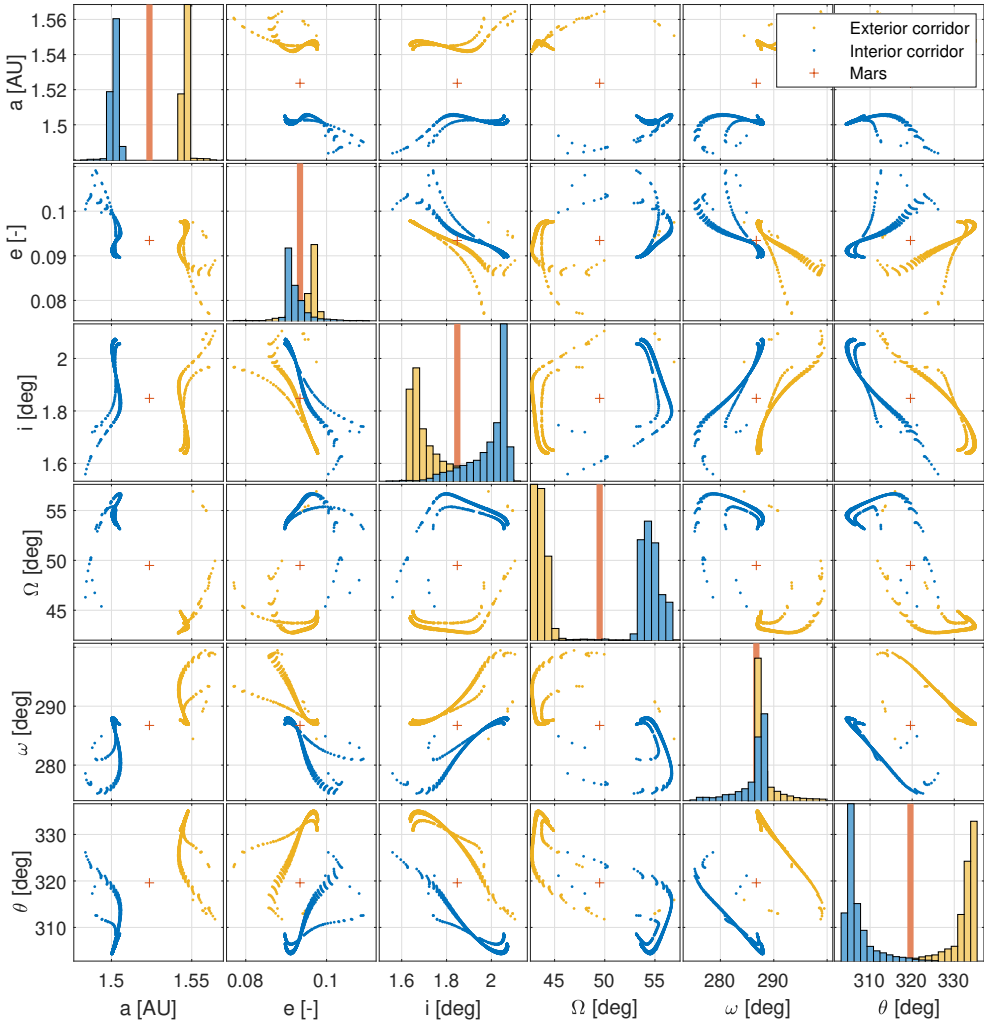 Exterior corridor
Interior corridor
Mars
a [AU]
1.56
1.54
1.52
1.5
e [-]
0.1
0.09
0.08
i [deg]
2
1.8
1.6
Ω [deg]
55
50
45
ω [deg]
290
280
θ [deg]
330
320
310
1.5 1.55
0.08 0.1
1.6 1.8 2
45 50 55
280 290
310 320 330
a [AU] e [-] i [deg] Ω [deg] ω [deg] θ [deg]